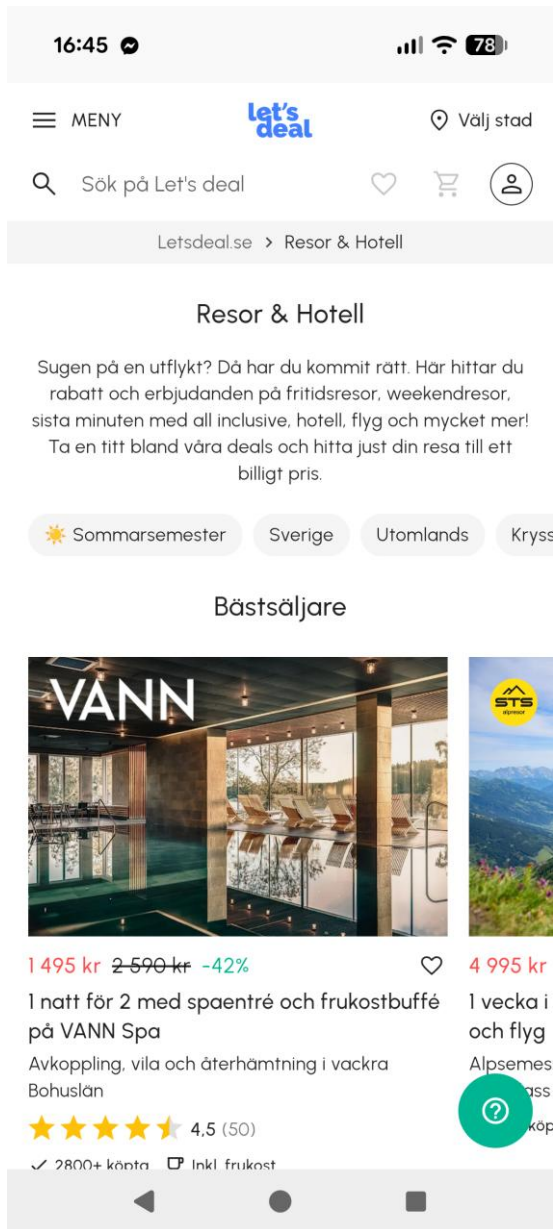 16:45
78
MENY
let's
deal
Välj stad
Sök på Let's deal
Letsdeal.se > Resor & Hotell
Resor & Hotell
Sugen på en utflykt? Då har du kommit rätt. Här hittar du
rabatt och erbjudanden på fritidsresor, weekendresor,
sista minuten med all inclusive, hotell, flyg och mycket mer!
Ta en titt bland våra deals och hitta just din resa till ett
billigt pris.
Sommarsemester
Sverige
Utomlands
Kryss
Bästsäljare
VANN
STS
alpresor
1 495 kr 2 590 kr -42%
1 natt för 2 med spaentré och frukostbuffé
på VANN Spa
Avkoppling, vila och återhämtning i vackra
Bohuslän
4,5 (50)
2800+ köpta Inkl. frukost
4 995 kr
1 vecka i
och flyg
Alpsemes